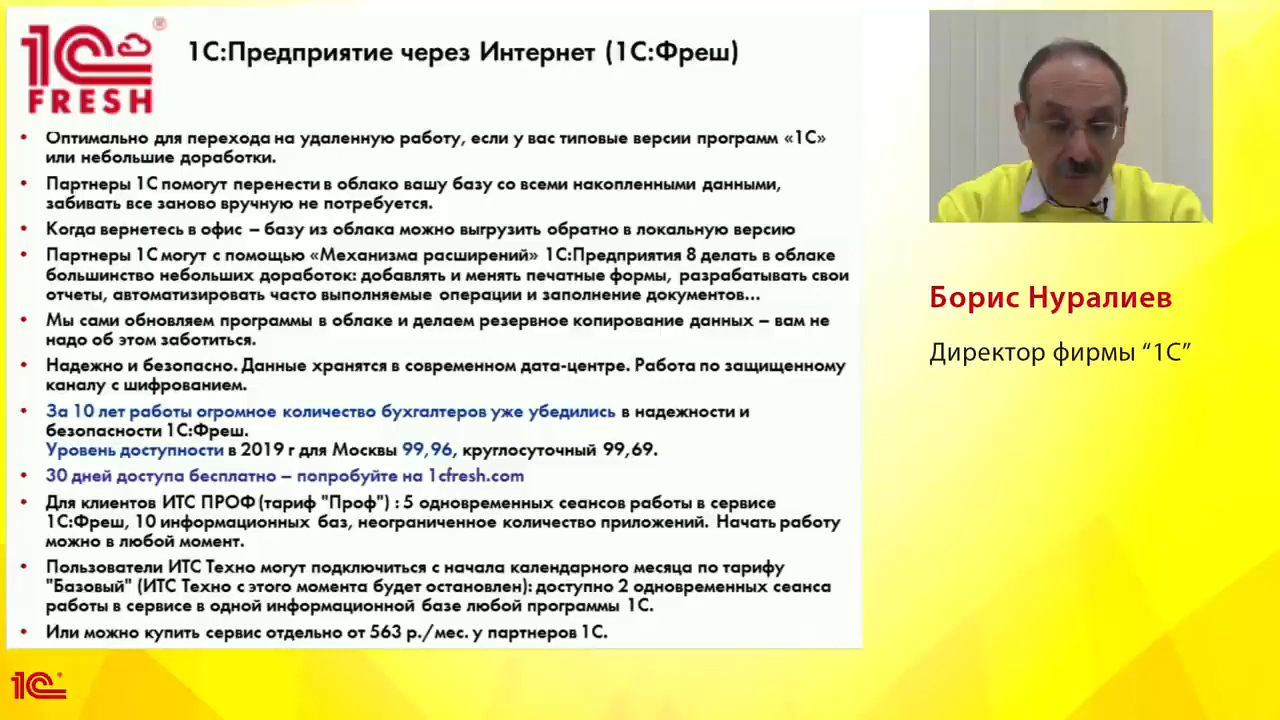 1С®
FRESH
1С:Предприятие через Интернет (1С:Фреш)
• Оптимально для перехода на удаленную работу, если у вас типовые версии программ «1С»
или небольшие доработки.
• Партнеры 1С помогут перенести в облако вашу базу со всеми накопленными данными,
забивать все заново вручную не потребуется.
• Когда вернетесь в офис – базу из облака можно выгрузить обратно в локальную версию
• Партнеры 1С могут с помощью «Механизма расширений» 1С:Предприятия 8 делать в облаке
большинство небольших доработок: добавлять и менять печатные формы, разрабатывать свои
отчеты, автоматизировать часто выполняемые операции и заполнение документов...
• Мы сами обновляем программы в облаке и делаем резервное копирование данных – вам не
надо об этом заботиться.
• Надежно и безопасно. Данные хранятся в современном дата-центре. Работа по защищенному
каналу с шифрованием.
• За 10 лет работы огромное количество бухгалтеров уже убедились в надежности и
безопасности 1С:Фреш.
Уровень доступности в 2019 г для Москвы 99,96, круглосуточный 99,69.
• 30 дней доступа бесплатно – попробуйте на 1cfresh.com
• Для клиентов ИТС ПРОФ (тариф "Проф") : 5 одновременных сеансов работы в сервисе
1С:Фреш, 10 информационных баз, неограниченное количество приложений. Начать работу
можно в любой момент.
• Пользователи ИТС Техно могут подключиться с начала календарного месяца по тарифу
"Базовый" (ИТС Техно с этого момента будет остановлен): доступно 2 одновременных сеанса
работы в сервисе в одной информационной базе любой программы 1С.
• Или можно купить сервис отдельно от 563 р./мес. у партнеров 1С.
Борис Нуралиев
Директор фирмы “1С”
1С®